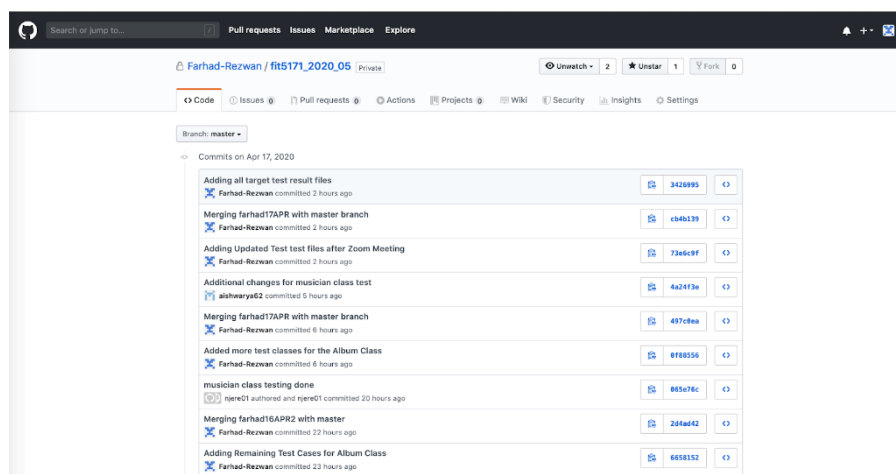 Search or jump to... /
Pull requests Issues Marketplace Explore
Farhad-Rezwan / fit5171_2020_05 Private
Unwatch 2 Unstar 1 Fork 0
Code Issues 0 Pull requests 0 Actions Projects 0 Wiki Security Insights Settings
Branch: master
Commits on Apr 17, 2020
Adding all target test result files
Farhad-Rezwan committed 2 hours ago
3426995
Merging farhad17APR with master branch
Farhad-Rezwan committed 2 hours ago
cb4b139
Adding Updated Test test files after Zoom Meeting
Farhad-Rezwan committed 2 hours ago
73e6c9f
Additional changes for musician class test
aishwarya62 committed 5 hours ago
4a24f3e
Merging farhad17APR with master branch
Farhad-Rezwan committed 6 hours ago
497c0ea
Added more test classes for the Album Class
Farhad-Rezwan committed 6 hours ago
0f88556
musician class testing done
njere01 authored and njere01 committed 20 hours ago
065e76c
Merging farhad16APR2 with master
Farhad-Rezwan committed 22 hours ago
2d4ad42
Adding Remaining Test Cases for Album Class
Farhad-Rezwan committed 23 hours ago
6658152